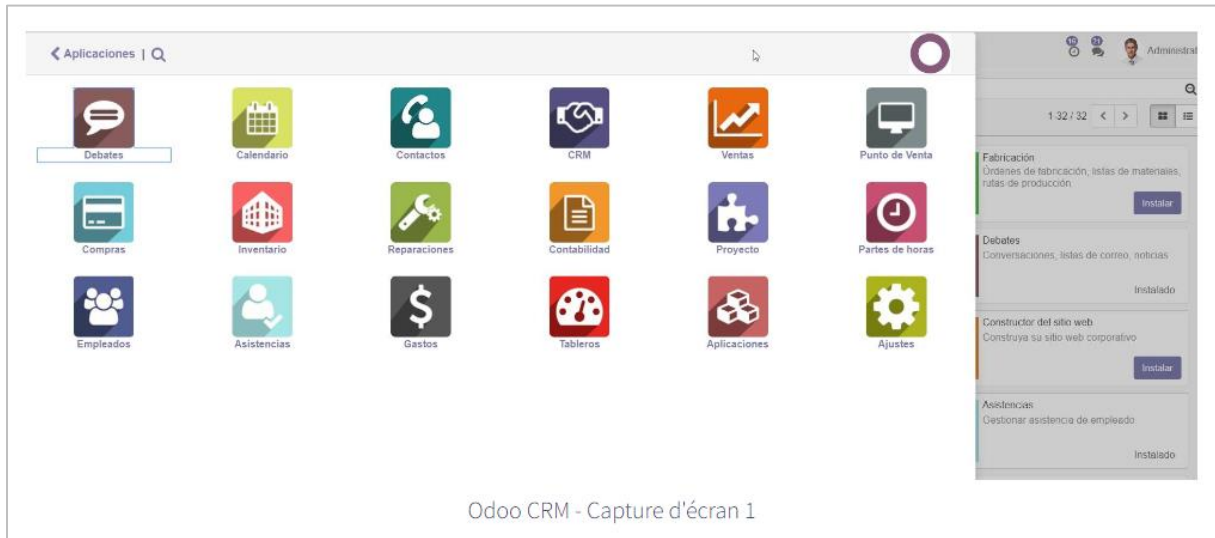 Aplicaciones |
Debates
Calendario
Contactos
CRM
Ventas
Punto de Venta
Compras
Inventario
Reparaciones
Contabilidad
Proyecto
Partes de horas
Empleados
Asistencias
Gastos
Tableros
Aplicaciones
Ajustes
Administrat
1-32 / 32
Fabricación
Órdenes de fabricación, listas de materiales,
rutas de producción
Instalar
Debates
Conversaciones, listas de correo, noticias
Instalado
Constructor del sitio web
Construya su sitio web corporativo
Instalar
Asistencias
Gestionar asistencia de empleado
Instalado
Odoo CRM - Capture d'écran 1